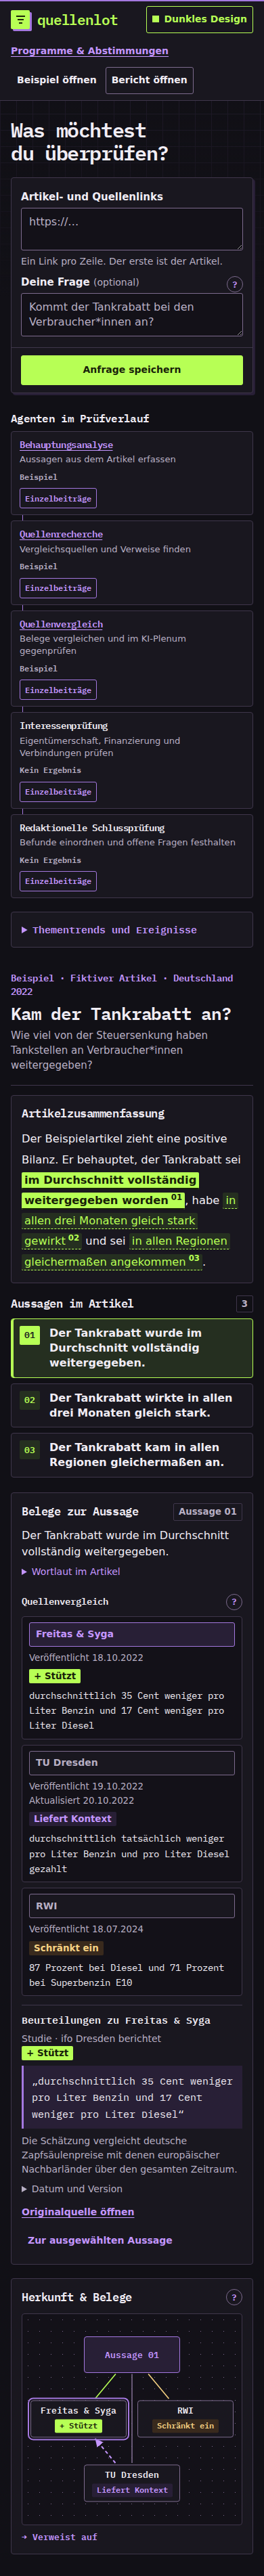 quellenlot
Dunkles Design
Programme & Abstimmungen
Beispiel öffnen
Bericht öffnen
Was möchtest
du überprüfen?
Artikel- und Quellenlinks
https://…
Ein Link pro Zeile. Der erste ist der Artikel.
Deine Frage (optional)
?
Kommt der Tankrabatt bei den
Verbraucher*innen an?
Anfrage speichern
Agenten im Prüfverlauf
Behauptungsanalyse
Aussagen aus dem Artikel erfassen
Beispiel
Einzelbeiträge
Quellenrecherche
Vergleichsquellen und Verweise finden
Beispiel
Einzelbeiträge
Quellenvergleich
Belege vergleichen und im KI-Plenum
gegenprüfen
Beispiel
Einzelbeiträge
Interessenprüfung
Eigentümerschaft, Finanzierung und
Verbindungen prüfen
Kein Ergebnis
Einzelbeiträge
Redaktionelle Schlussprüfung
Befunde einordnen und offene Fragen festhalten
Kein Ergebnis
Einzelbeiträge
▶ Thementrends und Ereignisse
Beispiel · Fiktiver Artikel · Deutschland
2022
Kam der Tankrabatt an?
Wie viel von der Steuersenkung haben
Tankstellen an Verbraucher*innen
weitergegeben?
Artikelzusammenfassung
Der Beispielartikel zieht eine positive
Bilanz. Er behauptet, der Tankrabatt sei
im Durchschnitt vollständig
weitergegeben worden 01, habe in
allen drei Monaten gleich stark
gewirkt 02 und sei in allen Regionen
gleichermaßen angekommen 03.
Aussagen im Artikel
3
01 Der Tankrabatt wurde im
Durchschnitt vollständig
weitergegeben.
02 Der Tankrabatt wirkte in allen
drei Monaten gleich stark.
03 Der Tankrabatt kam in allen
Regionen gleichermaßen an.
Belege zur Aussage
Aussage 01
Der Tankrabatt wurde im Durchschnitt
vollständig weitergegeben.
▶ Wortlaut im Artikel
Quellenvergleich
?
Freitas & Syga
Veröffentlicht 18.10.2022
+ Stützt
durchschnittlich 35 Cent weniger pro
Liter Benzin und 17 Cent weniger pro
Liter Diesel
TU Dresden
Veröffentlicht 19.10.2022
Aktualisiert 20.10.2022
Liefert Kontext
durchschnittlich tatsächlich weniger
pro Liter Benzin und pro Liter Diesel
gezahlt
RWI
Veröffentlicht 18.07.2024
Schränkt ein
87 Prozent bei Diesel und 71 Prozent
bei Superbenzin E10
Beurteilungen zu Freitas & Syga
Studie · ifo Dresden berichtet
+ Stützt
„durchschnittlich 35 Cent weniger
pro Liter Benzin und 17 Cent
weniger pro Liter Diesel“
Die Schätzung vergleicht deutsche
Zapfsäulenpreise mit denen europäischer
Nachbarländer über den gesamten Zeitraum.
▶ Datum und Version
Originalquelle öffnen
Zur ausgewählten Aussage
Herkunft & Belege
?
Aussage 01
Freitas & Syga
+ Stützt
RWI
Schränkt ein
TU Dresden
Liefert Kontext
→ Verweist auf